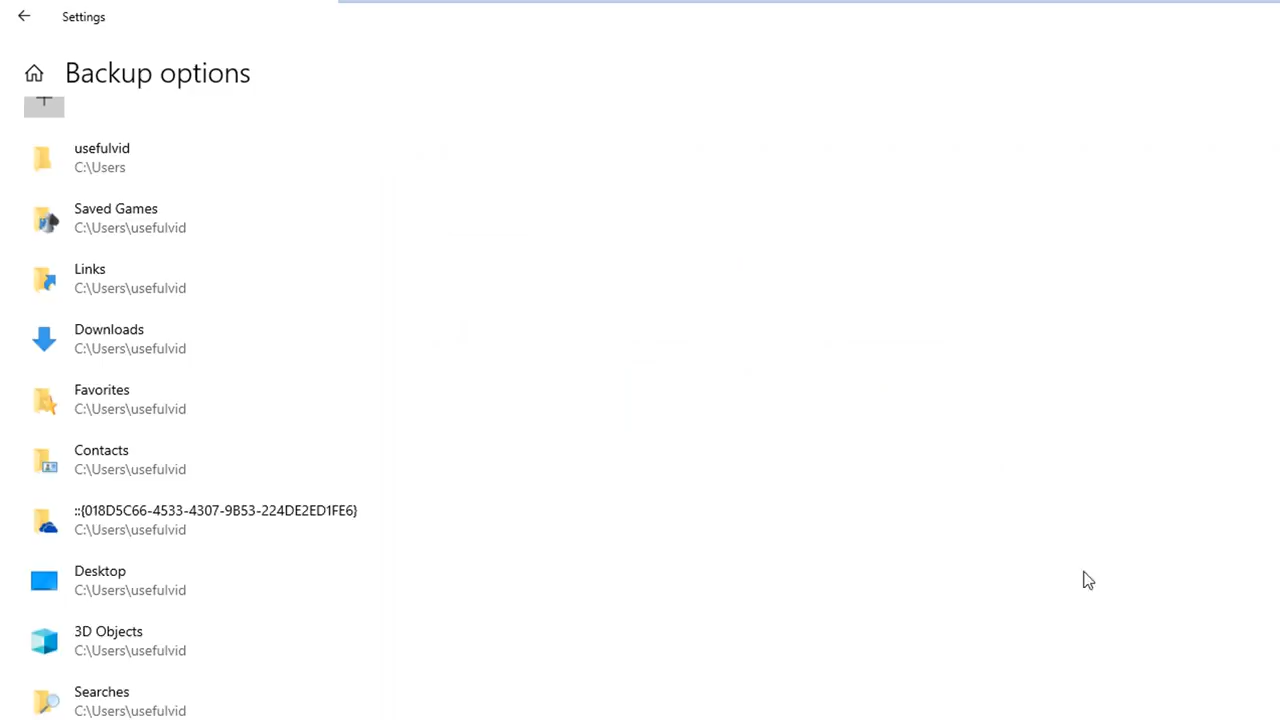 Settings
Backup options
usefulvid
C:\Users
Saved Games
C:\Users\usefulvid
Links
C:\Users\usefulvid
Downloads
C:\Users\usefulvid
Favorites
C:\Users\usefulvid
Contacts
C:\Users\usefulvid
::{018D5C66-4533-4307-9B53-224DE2ED1FE6}
C:\Users\usefulvid
Desktop
C:\Users\usefulvid
3D Objects
C:\Users\usefulvid
Searches
C:\Users\usefulvid